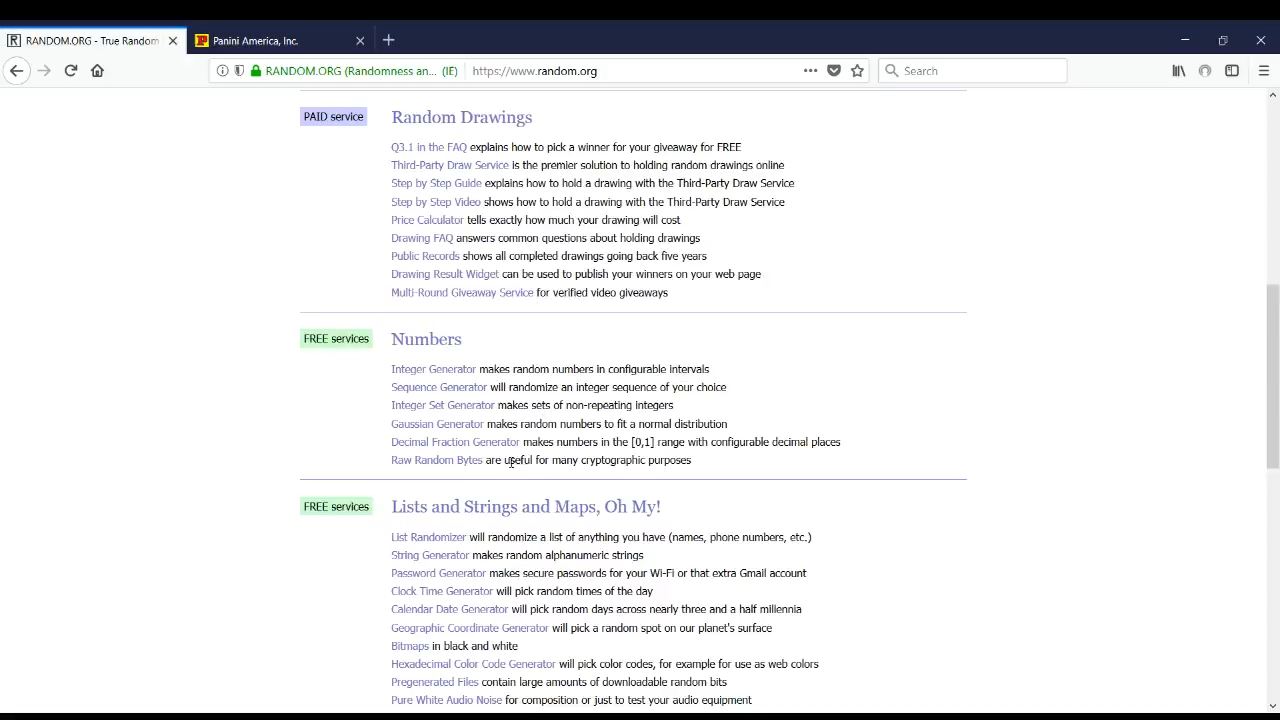 RANDOM.ORG - True Random
Panini America, Inc.
RANDOM.ORG (Randomness an... (IE)
https://www.random.org
Search
PAID service
Random Drawings
Q3.1 in the FAQ explains how to pick a winner for your giveaway for FREE
Third-Party Draw Service is the premier solution to holding random drawings online
Step by Step Guide explains how to hold a drawing with the Third-Party Draw Service
Step by Step Video shows how to hold a drawing with the Third-Party Draw Service
Price Calculator tells exactly how much your drawing will cost
Drawing FAQ answers common questions about holding drawings
Public Records shows all completed drawings going back five years
Drawing Result Widget can be used to publish your winners on your web page
Multi-Round Giveaway Service for verified video giveaways
FREE services
Numbers
Integer Generator makes random numbers in configurable intervals
Sequence Generator will randomize an integer sequence of your choice
Integer Set Generator makes sets of non-repeating integers
Gaussian Generator makes random numbers to fit a normal distribution
Decimal Fraction Generator makes numbers in the [0,1] range with configurable decimal places
Raw Random Bytes are useful for many cryptographic purposes
FREE services
Lists and Strings and Maps, Oh My!
List Randomizer will randomize a list of anything you have (names, phone numbers, etc.)
String Generator makes random alphanumeric strings
Password Generator makes secure passwords for your Wi-Fi or that extra Gmail account
Clock Time Generator will pick random times of the day
Calendar Date Generator will pick random days across nearly three and a half millennia
Geographic Coordinate Generator will pick a random spot on our planet's surface
Bitmaps in black and white
Hexadecimal Color Code Generator will pick color codes, for example for use as web colors
Pregenerated Files contain large amounts of downloadable random bits
Pure White Audio Noise for composition or just to test your audio equipment